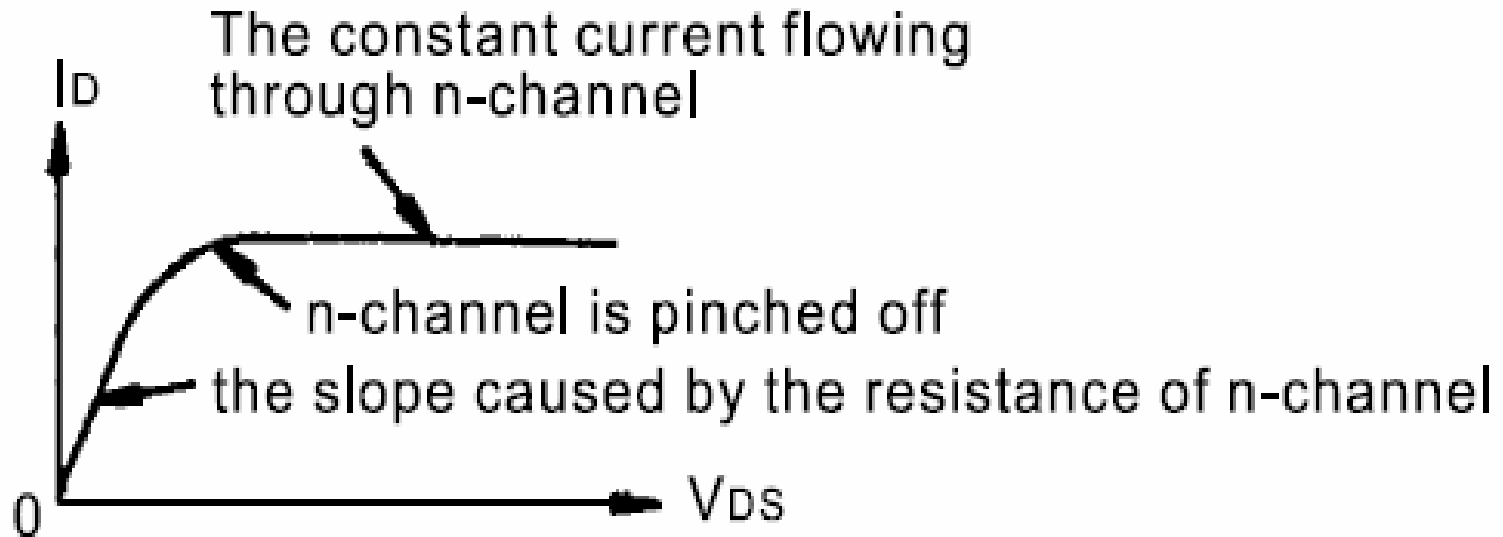 The constant current flowing
through n-channel
ID
n-channel is pinched off
the slope caused by the resistance of n-channel
0
VDS